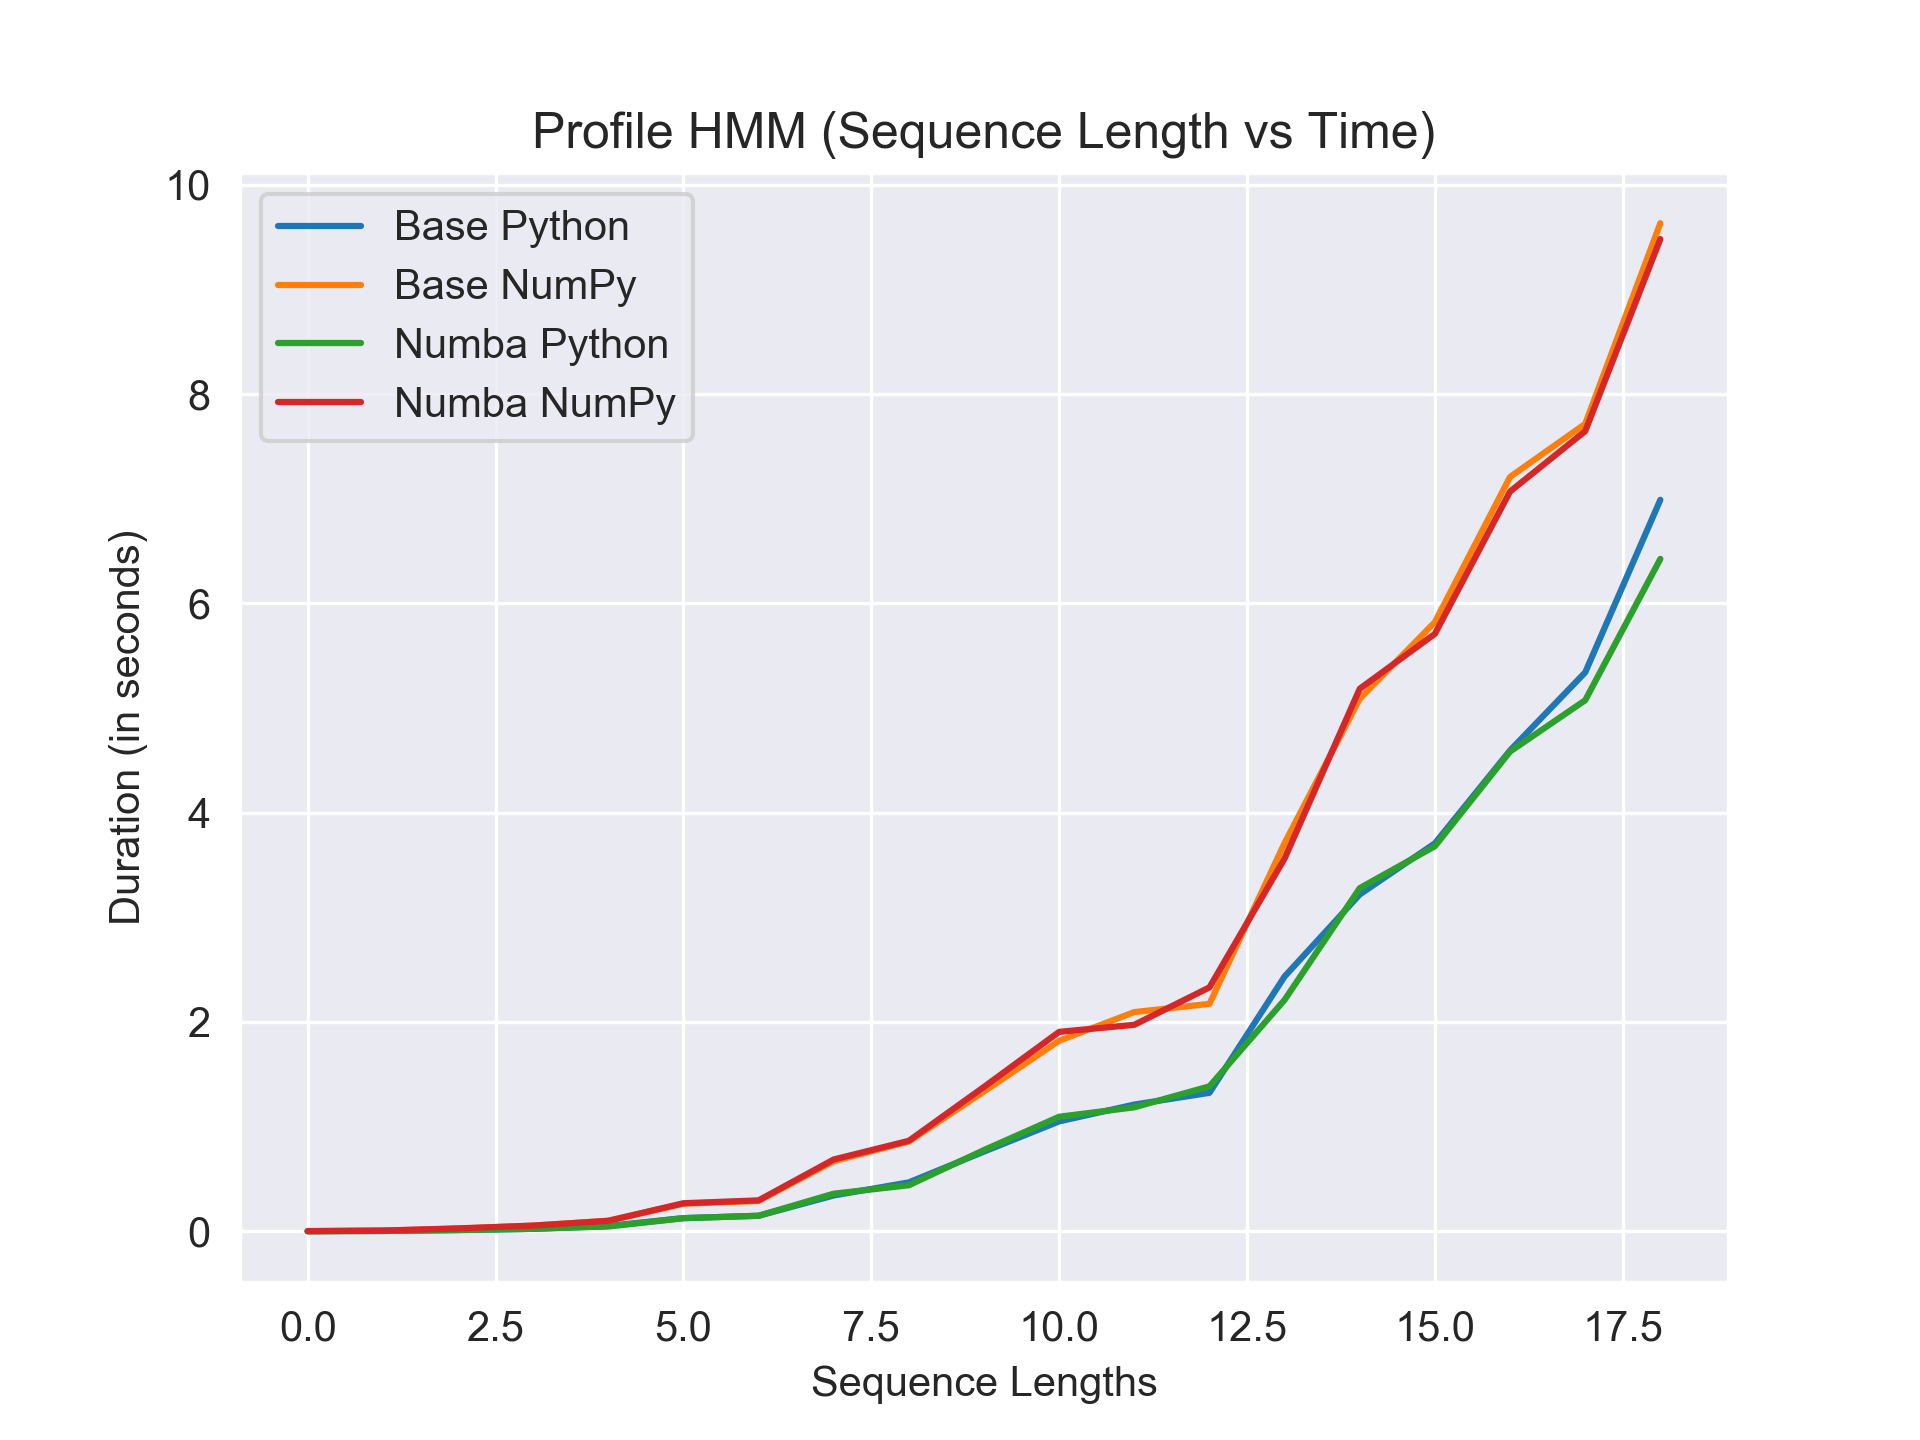 Profile HMM (Sequence Length vs Time)
10
8
6
4
2
0
Duration (in seconds)
Base Python
Base NumPy
Numba Python
Numba NumPy
0.0 2.5 5.0 7.5 10.0 12.5 15.0 17.5
Sequence Lengths